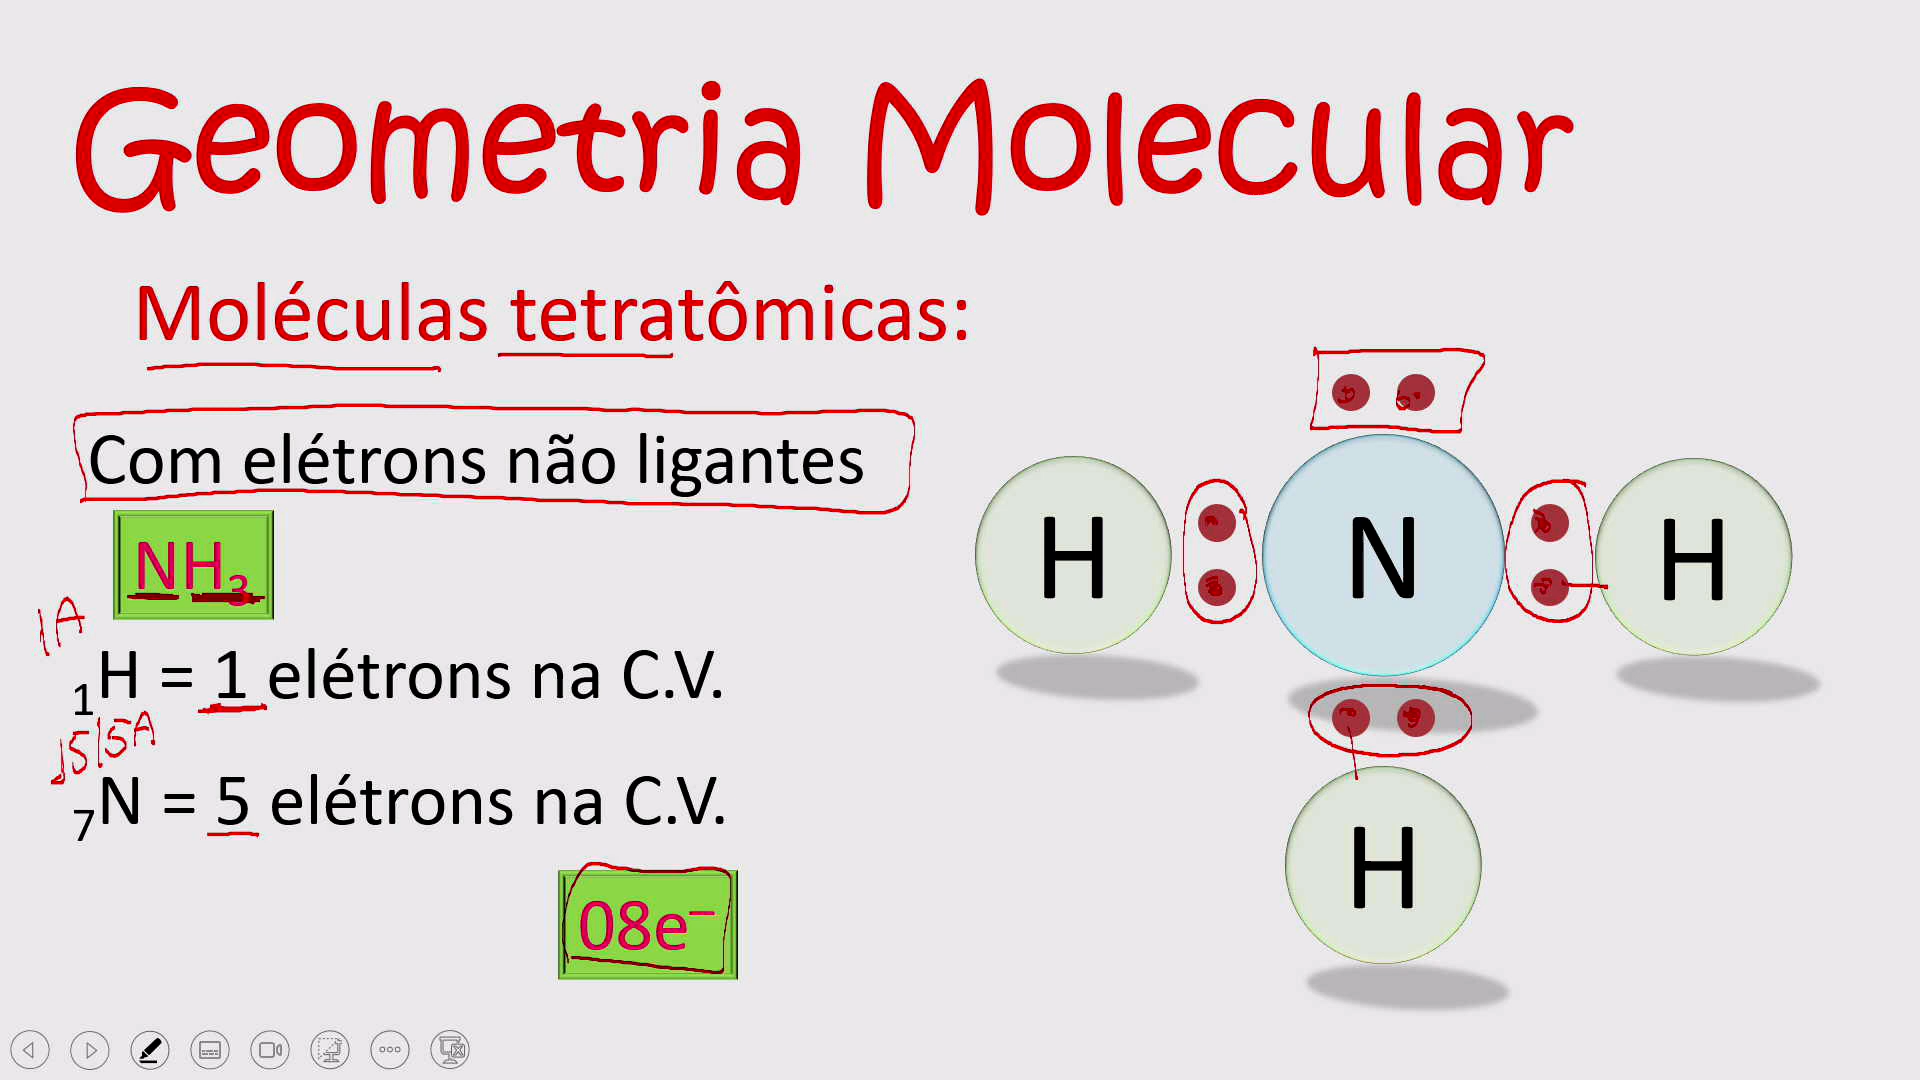 Geometria Molecular
Moléculas tetratômicas:
Com elétrons não ligantes
NH₃
1A
₁H = 1 elétrons na C.V.
15 | 5A
₇N = 5 elétrons na C.V.
08e⁻
H N H
H